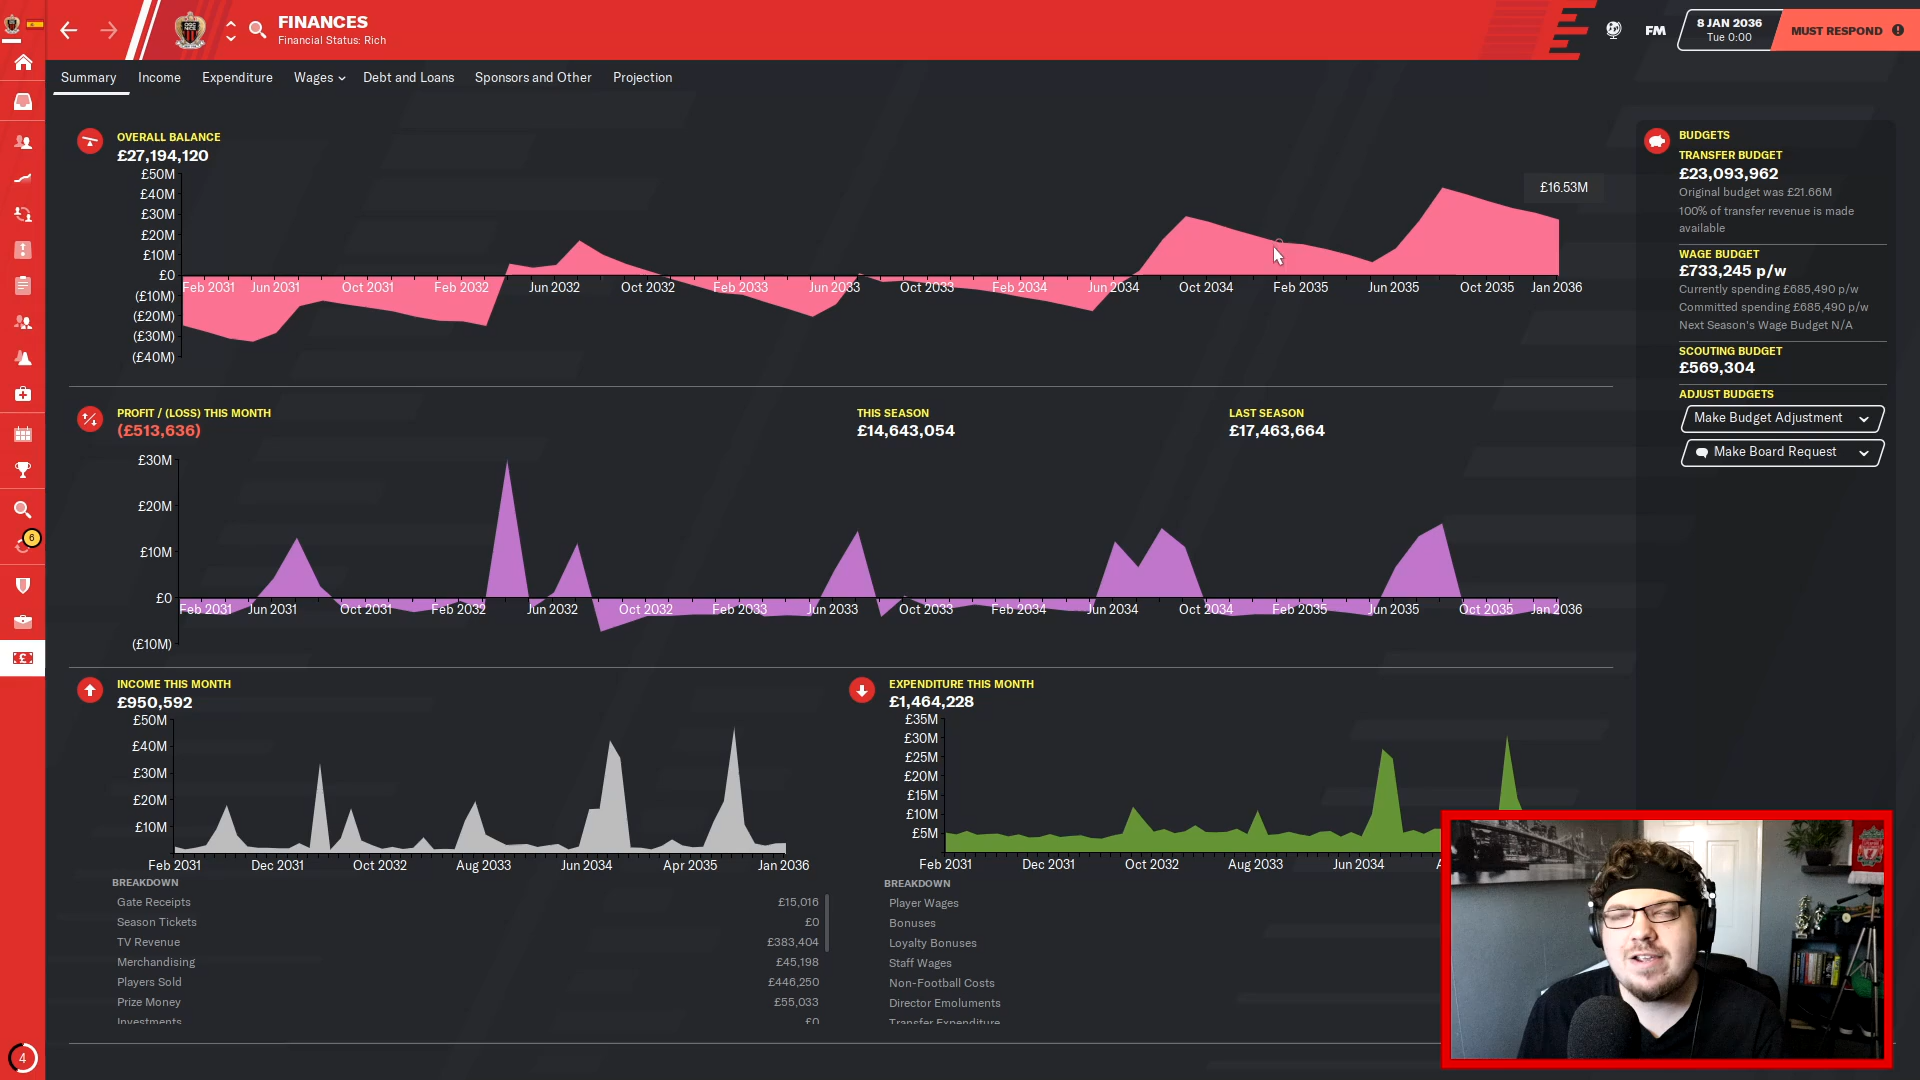 FINANCES
Financial Status: Rich
FM
8 JAN 2036
Tue 0:00
MUST RESPOND
Summary
Income
Expenditure
Wages
Debt and Loans
Sponsors and Other
Projection
OVERALL BALANCE
£27,194,120
£50M
£40M
£30M
£20M
£10M
£0
(£10M)
(£20M)
(£30M)
(£40M)
£16.53M
Feb 2031 Jun 2031 Oct 2031 Feb 2032 Jun 2032 Oct 2032 Feb 2033 Jun 2033 Oct 2033 Feb 2034 Jun 2034 Oct 2034 Feb 2035 Jun 2035 Oct 2035 Jan 2036
BUDGETS
TRANSFER BUDGET
£23,093,962
Original budget was £21.66M
100% of transfer revenue is made
available
WAGE BUDGET
£733,245 p/w
Currently spending £685,490 p/w
Committed spending £685,490 p/w
Next Season's Wage Budget N/A
SCOUTING BUDGET
£569,304
ADJUST BUDGETS
Make Budget Adjustment
Make Board Request
PROFIT / (LOSS) THIS MONTH
(£513,636)
THIS SEASON
£14,643,054
LAST SEASON
£17,463,664
£30M
£20M
£10M
£0
(£10M)
Feb 2031 Jun 2031 Oct 2031 Feb 2032 Jun 2032 Oct 2032 Feb 2033 Jun 2033 Oct 2033 Feb 2034 Jun 2034 Oct 2034 Feb 2035 Jun 2035 Oct 2035 Jan 2036
6
INCOME THIS MONTH
£950,592
£50M
£40M
£30M
£20M
£10M
Feb 2031 Dec 2031 Oct 2032 Aug 2033 Jun 2034 Apr 2035 Jan 2036
BREAKDOWN
Gate Receipts £15,016
Season Tickets £0
TV Revenue £383,404
Merchandising £45,198
Players Sold £446,250
Prize Money £55,033
Investments £0
EXPENDITURE THIS MONTH
£1,464,228
£35M
£30M
£25M
£20M
£15M
£10M
£5M
Feb 2031 Dec 2031 Oct 2032 Aug 2033 Jun 2034 A
BREAKDOWN
Player Wages
Bonuses
Loyalty Bonuses
Staff Wages
Non-Football Costs
Director Emoluments
Transfer Expenditure
4